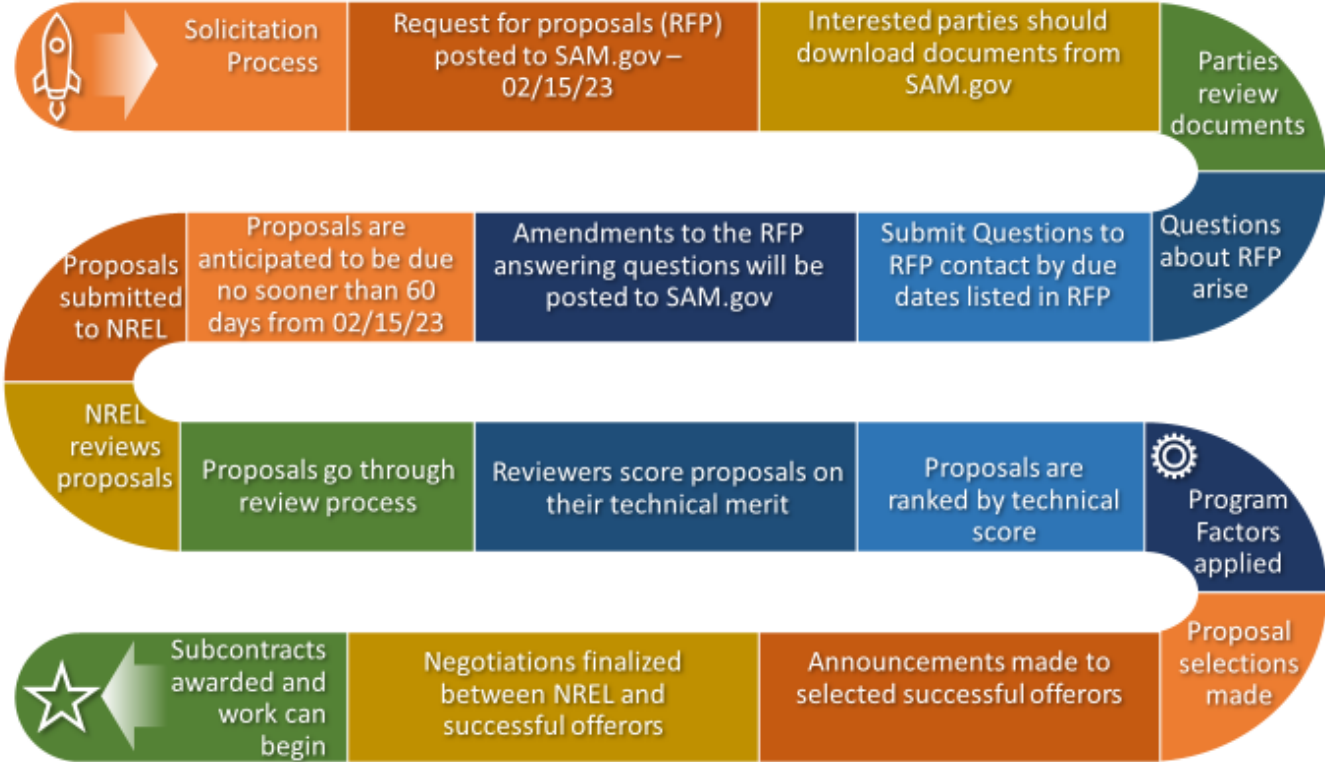 Solicitation
Process
Request for proposals (RFP)
posted to SAM.gov –
02/15/23
Interested parties should
download documents from
SAM.gov
Parties
review
documents
Questions
about RFP
arise
Submit Questions to
RFP contact by due
dates listed in RFP
Amendments to the RFP
answering questions will be
posted to SAM.gov
Proposals are
anticipated to be due
no sooner than 60
days from 02/15/23
Proposals
submitted
to NREL
NREL
reviews
proposals
Proposals go through
review process
Reviewers score proposals on
their technical merit
Proposals are
ranked by technical
score
Program
Factors
applied
Proposal
selections
made
Announcements made to
selected successful offerors
Negotiations finalized
between NREL and
successful offerors
Subcontracts
awarded and
work can
begin